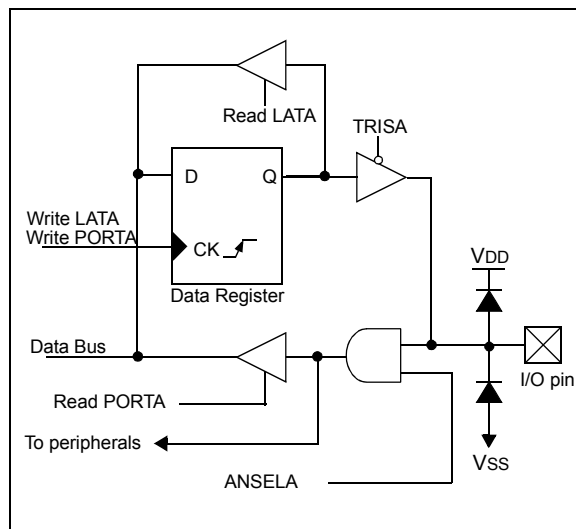 Read LATA
TRISA
D
Q
Write LATA
Write PORTA
CK
Data Register
VDD
Data Bus
I/O pin
Read PORTA
To peripherals
VSS
ANSELA